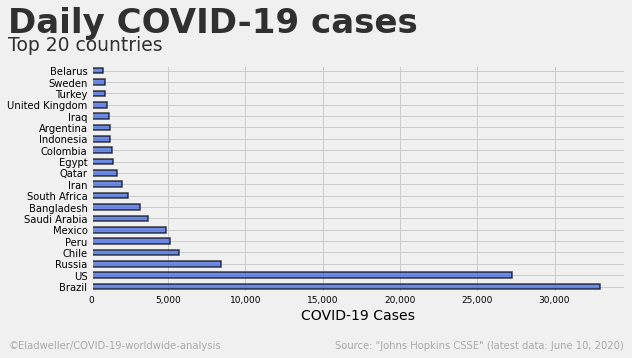 Daily COVID-19 cases
Top 20 countries
Belarus
Sweden
Turkey
United Kingdom
Iraq
Argentina
Indonesia
Colombia
Egypt
Qatar
Iran
South Africa
Bangladesh
Saudi Arabia
Mexico
Peru
Chile
Russia
US
Brazil
0 5,000 10,000 15,000 20,000 25,000 30,000
COVID-19 Cases
©Eladweller/COVID-19-worldwide-analysis Source: "Johns Hopkins CSSE" (latest data: June 10, 2020)